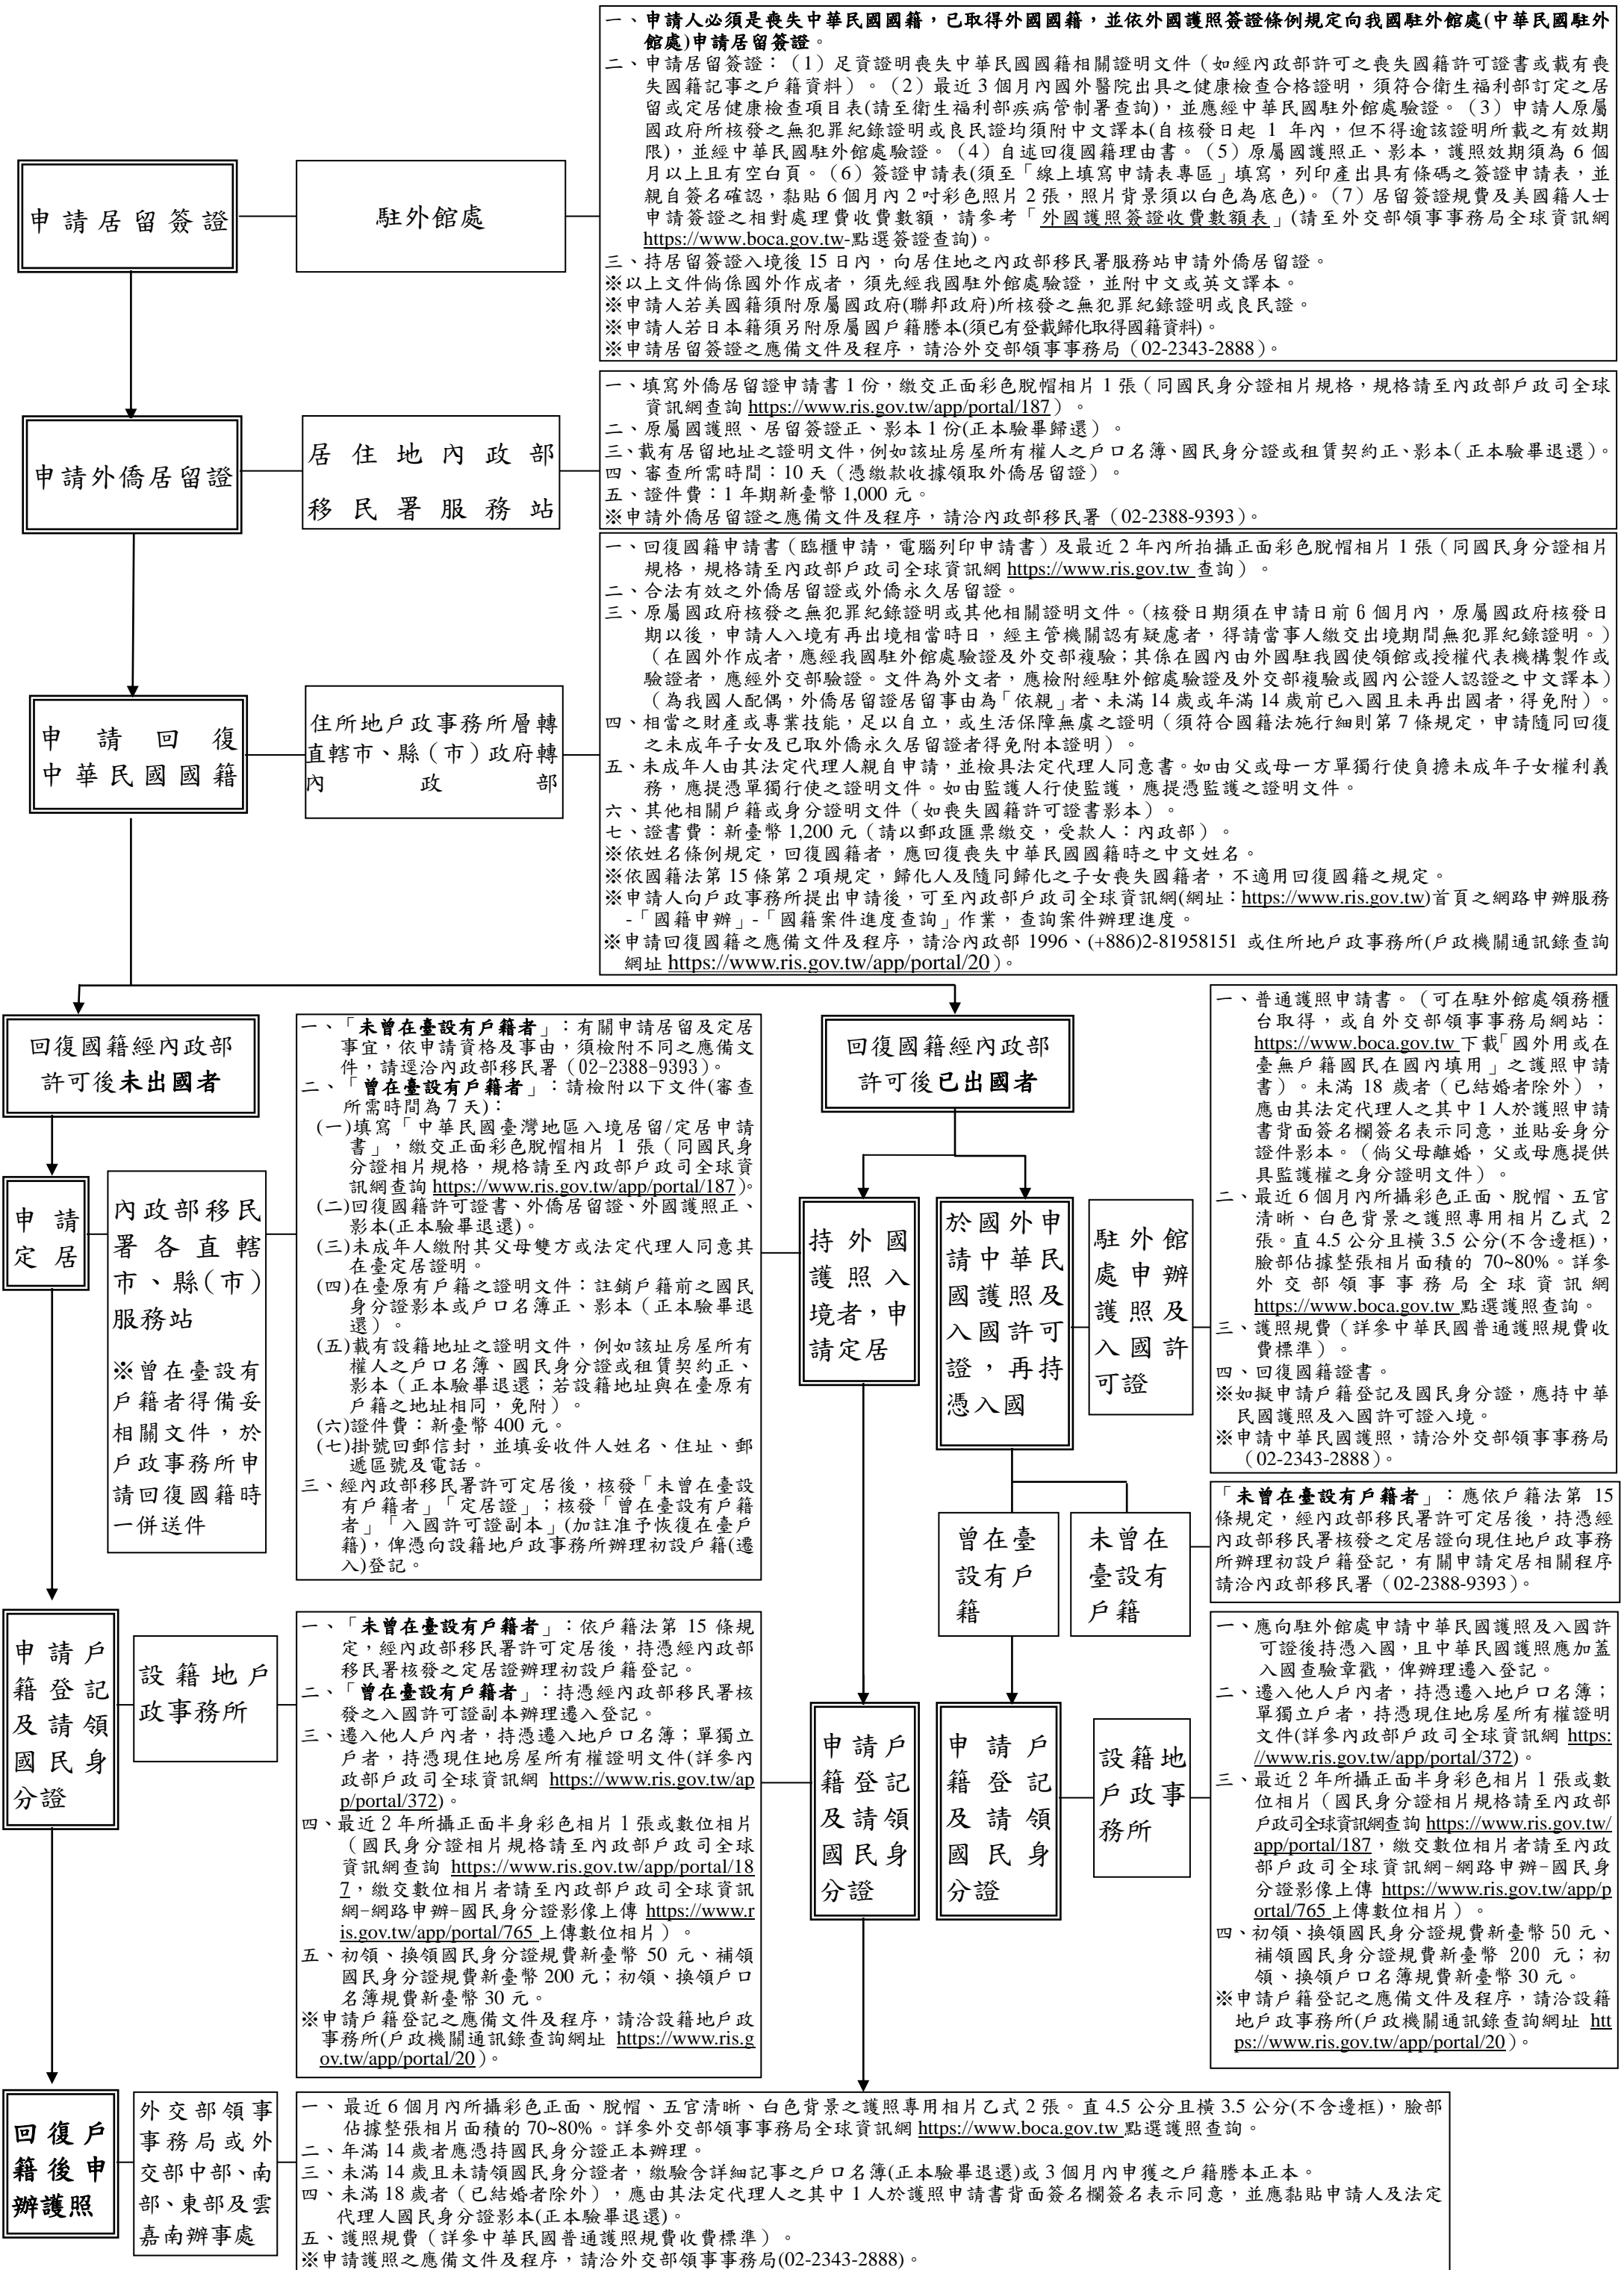 申請居留簽證
駐外館處
一、申請人必須是喪失中華民國國籍，已取得外國國籍，並依外國護照簽證條例規定向我國駐外館處(中華民國駐外
館處)申請居留簽證。
二、申請居留簽證：（1）足資證明喪失中華民國國籍相關證明文件（如經內政部許可之喪失國籍許可證書或載有喪
失國籍記事之戶籍資料）。（2）最近 3 個月內國外醫院出具之健康檢查合格證明，須符合衛生福利部訂定之居
留或定居健康檢查項目表(請至衛生福利部疾病管制署查詢)，並應經中華民國駐外館處驗證。（3）申請人原屬
國政府所核發之無犯罪紀錄證明或良民證均須附中文譯本(自核發日起 1 年內，但不得逾該證明所載之有效期
限)，並經中華民國駐外館處驗證。（4）自述回復國籍理由書。（5）原屬國護照正、影本，護照效期須為 6 個
月以上且有空白頁。（6）簽證申請表(須至「線上填寫申請表專區」填寫，列印產出具有條碼之簽證申請表，並
親自簽名確認，黏貼 6 個月內 2 吋彩色照片 2 張，照片背景須以白色為底色)。（7）居留簽證規費及美國籍人士
申請簽證之相對處理費收費數額，請參考「外國護照簽證收費數額表」(請至外交部領事事務局全球資訊網
https://www.boca.gov.tw-點選簽證查詢)。
三、持居留簽證入境後 15 日內，向居住地之內政部移民署服務站申請外僑居留證。
※以上文件倘係國外作成者，須先經我國駐外館處驗證，並附中文或英文譯本。
※申請人若美國籍須附原屬國政府(聯邦政府)所核發之無犯罪紀錄證明或良民證。
※申請人若日本籍須另附原屬國戶籍謄本(須已有登載歸化取得國籍資料)。
※申請居留簽證之應備文件及程序，請洽外交部領事事務局（02-2343-2888）。
申請外僑居留證
居住地內政部
移民署服務站
一、填寫外僑居留證申請書 1 份，繳交正面彩色脫帽相片 1 張（同國民身分證相片規格，規格請至內政部戶政司全球
資訊網查詢 https://www.ris.gov.tw/app/portal/187）。
二、原屬國護照、居留簽證正、影本 1 份(正本驗畢歸還）。
三、載有居留地址之證明文件，例如該址房屋所有權人之戶口名簿、國民身分證或租賃契約正、影本（正本驗畢退還）。
四、審查所需時間：10 天（憑繳款收據領取外僑居留證）。
五、證件費：1 年期新臺幣 1,000 元。
※申請外僑居留證之應備文件及程序，請洽內政部移民署（02-2388-9393）。
申請回復
中華民國國籍
住所地戶政事務所層轉
直轄市、縣（市）政府轉
內政部
一、回復國籍申請書（臨櫃申請，電腦列印申請書）及最近 2 年內所拍攝正面彩色脫帽相片 1 張（同國民身分證相片
規格，規格請至內政部戶政司全球資訊網 https://www.ris.gov.tw 查詢）。
二、合法有效之外僑居留證或外僑永久居留證。
三、原屬國政府核發之無犯罪紀錄證明或其他相關證明文件。（核發日期須在申請日前 6 個月內，原屬國政府核發日
期以後，申請人入境有再出境相當時日，經主管機關認有疑慮者，得請當事人繳交出境期間無犯罪紀錄證明。）
（在國外作成者，應經我國駐外館處驗證及外交部複驗；其係在國內由外國駐我國使領館或授權代表機構製作或
驗證者，應經外交部驗證。文件為外文者，應檢附經駐外館處驗證及外交部複驗或國內公證人認證之中文譯本）
（為我國人配偶，外僑居留證居留事由為「依親」者、未滿 14 歲或年滿 14 歲前已入國且未再出國者，得免附）。
四、相當之財產或專業技能，足以自立，或生活保障無虞之證明（須符合國籍法施行細則第 7 條規定，申請隨同回復
之未成年子女及已取外僑永久居留證者得免附本證明）。
五、未成年人由其法定代理人親自申請，並檢具法定代理人同意書。如由父或母一方單獨行使負擔未成年子女權利義
務，應提憑單獨行使之證明文件。如由監護人行使監護，應提憑監護之證明文件。
六、其他相關戶籍或身分證明文件（如喪失國籍許可證書影本）。
七、證書費：新臺幣 1,200 元（請以郵政匯票繳交，受款人：內政部）。
※依姓名條例規定，回復國籍者，應回復喪失中華民國國籍時之中文姓名。
※依國籍法第 15 條第 2 項規定，歸化人及隨同歸化之子女喪失國籍者，不適用回復國籍之規定。
※申請人向戶政事務所提出申請後，可至內政部戶政司全球資訊網(網址：https://www.ris.gov.tw)首頁之網路申辦服務
-「國籍申辦」-「國籍案件進度查詢」作業，查詢案件辦理進度。
※申請回復國籍之應備文件及程序，請洽內政部 1996、(+886)2-81958151 或住所地戶政事務所(戶政機關通訊錄查詢
網址 https://www.ris.gov.tw/app/portal/20)。
回復國籍經內政部
許可後未出國者
申請
定居
內政部移民
署各直轄
市、縣（市）
服務站
※曾在臺設有
戶籍者得備妥
相關文件，於
戶政事務所申
請回復國籍時
一併送件
一、「未曾在臺設有戶籍者」：有關申請居留及定居
事宜，依申請資格及事由，須檢附不同之應備文
件，請逕洽內政部移民署（02-2388-9393）。
二、「曾在臺設有戶籍者」：請檢附以下文件(審查
所需時間為 7 天)：
(一)填寫「中華民國臺灣地區入境居留/定居申請
書」，繳交正面彩色脫帽相片 1 張（同國民身
分證相片規格，規格請至內政部戶政司全球資
訊網查詢 https://www.ris.gov.tw/app/portal/187）。
(二)回復國籍許可證書、外僑居留證、外國護照正、
影本(正本驗畢退還)。
(三)未成年人繳附其父母雙方或法定代理人同意其
在臺定居證明。
(四)在臺原有戶籍之證明文件：註銷戶籍前之國民
身分證影本或戶口名簿正、影本（正本驗畢退
還）。
(五)載有設籍地址之證明文件，例如該址房屋所有
權人之戶口名簿、國民身分證或租賃契約正、
影本（正本驗畢退還；若設籍地址與在臺原有
戶籍之地址相同，免附）。
(六)證件費：新臺幣 400 元。
(七)掛號回郵信封，並填妥收件人姓名、住址、郵
遞區號及電話。
三、經內政部移民署許可定居後，核發「未曾在臺設
有戶籍者」「定居證」；核發「曾在臺設有戶籍
者」「入國許可證副本」(加註准予恢復在臺戶
籍)，俾憑向設籍地戶政事務所辦理初設戶籍(遷
入)登記。
回復國籍經內政部
許可後已出國者
持外國
護照入
境者，申
請定居
於國外申
請中華民
國護照及
入國許可
證，再持
憑入國
駐外館
處申辦
護照及
入國許
可證
一、普通護照申請書。（可在駐外館處領務櫃
台取得，或自外交部領事事務局網站：
https://www.boca.gov.tw 下載「國外用或在
臺無戶籍國民在國內填用」之護照申請
書）。未滿 18 歲者（已結婚者除外），
應由其法定代理人之其中 1 人於護照申請
書背面簽名欄簽名表示同意，並貼妥身分
證件影本。（倘父母離婚，父或母應提供
具監護權之身分證明文件）。
二、最近 6 個月內所攝彩色正面、脫帽、五官
清晰、白色背景之護照專用相片乙式 2
張。直 4.5 公分且橫 3.5 公分(不含邊框)，
臉部佔據整張相片面積的 70~80%。詳參
外交部領事事務局全球資訊網
https://www.boca.gov.tw 點選護照查詢。
三、護照規費（詳參中華民國普通護照規費收
費標準）。
四、回復國籍證書。
※如擬申請戶籍登記及國民身分證，應持中華
民國護照及入國許可證入境。
※申請中華民國護照，請洽外交部領事事務局
（02-2343-2888）。
曾在臺
設有戶
籍
未曾在
臺設有
戶籍
「未曾在臺設有戶籍者」：應依戶籍法第 15
條規定，經內政部移民署許可定居後，持憑經
內政部移民署核發之定居證向現住地戶政事務
所辦理初設戶籍登記，有關申請定居相關程序
請洽內政部移民署（02-2388-9393）。
申請戶
籍登記
及請領
國民身
分證
設籍地戶
政事務所
一、「未曾在臺設有戶籍者」：依戶籍法第 15 條規
定，經內政部移民署許可定居後，持憑經內政部
移民署核發之定居證辦理初設戶籍登記。
二、「曾在臺設有戶籍者」：持憑經內政部移民署核
發之入國許可證副本辦理遷入登記。
三、遷入他人戶內者，持憑遷入地戶口名簿；單獨立
戶者，持憑現住地房屋所有權證明文件(詳參內
政部戶政司全球資訊網 https://www.ris.gov.tw/ap
p/portal/372)。
四、最近 2 年所攝正面半身彩色相片 1 張或數位相片
（國民身分證相片規格請至內政部戶政司全球
資訊網查詢 https://www.ris.gov.tw/app/portal/18
7，繳交數位相片者請至內政部戶政司全球資訊
網-網路申辦-國民身分證影像上傳 https://www.r
is.gov.tw/app/portal/765 上傳數位相片）。
五、初領、換領國民身分證規費新臺幣 50 元、補領
國民身分證規費新臺幣 200 元；初領、換領戶口
名簿規費新臺幣 30 元。
※申請戶籍登記之應備文件及程序，請洽設籍地戶政
事務所(戶政機關通訊錄查詢網址 https://www.ris.g
ov.tw/app/portal/20）。
申請戶
籍登記
及請領
國民身
分證
申請戶
籍登記
及請領
國民身
分證
設籍地
戶政事
務所
一、應向駐外館處申請中華民國護照及入國許
可證後持憑入國，且中華民國護照應加蓋
入國查驗章戳，俾辦理遷入登記。
二、遷入他人戶內者，持憑遷入地戶口名簿；
單獨立戶者，持憑現住地房屋所有權證明
文件(詳參內政部戶政司全球資訊網 https:
//www.ris.gov.tw/app/portal/372)。
三、最近 2 年所攝正面半身彩色相片 1 張或數
位相片（國民身分證相片規格請至內政部
戶政司全球資訊網查詢 https://www.ris.gov.tw/
app/portal/187，繳交數位相片者請至內政
部戶政司全球資訊網-網路申辦-國民身
分證影像上傳 https://www.ris.gov.tw/app/p
ortal/765 上傳數位相片）。
四、初領、換領國民身分證規費新臺幣 50 元、
補領國民身分證規費新臺幣 200 元；初
領、換領戶口名簿規費新臺幣 30 元。
※申請戶籍登記之應備文件及程序，請洽設籍
地戶政事務所(戶政機關通訊錄查詢網址 htt
ps://www.ris.gov.tw/app/portal/20）。
回復戶
籍後申
辦護照
外交部領事
事務局或外
交部中部、南
部、東部及雲
嘉南辦事處
一、最近 6 個月內所攝彩色正面、脫帽、五官清晰、白色背景之護照專用相片乙式 2 張。直 4.5 公分且橫 3.5 公分(不含邊框)，臉部
佔據整張相片面積的 70~80%。詳參外交部領事事務局全球資訊網 https://www.boca.gov.tw 點選護照查詢。
二、年滿 14 歲者應憑持國民身分證正本辦理。
三、未滿 14 歲且未請領國民身分證者，繳驗含詳細記事之戶口名簿(正本驗畢退還)或 3 個月內申獲之戶籍謄本正本。
四、未滿 18 歲者（已結婚者除外），應由其法定代理人之其中 1 人於護照申請書背面簽名欄簽名表示同意，並應黏貼申請人及法定
代理人國民身分證影本(正本驗畢退還)。
五、護照規費（詳參中華民國普通護照規費收費標準）。
※申請護照之應備文件及程序，請洽外交部領事事務局(02-2343-2888)。